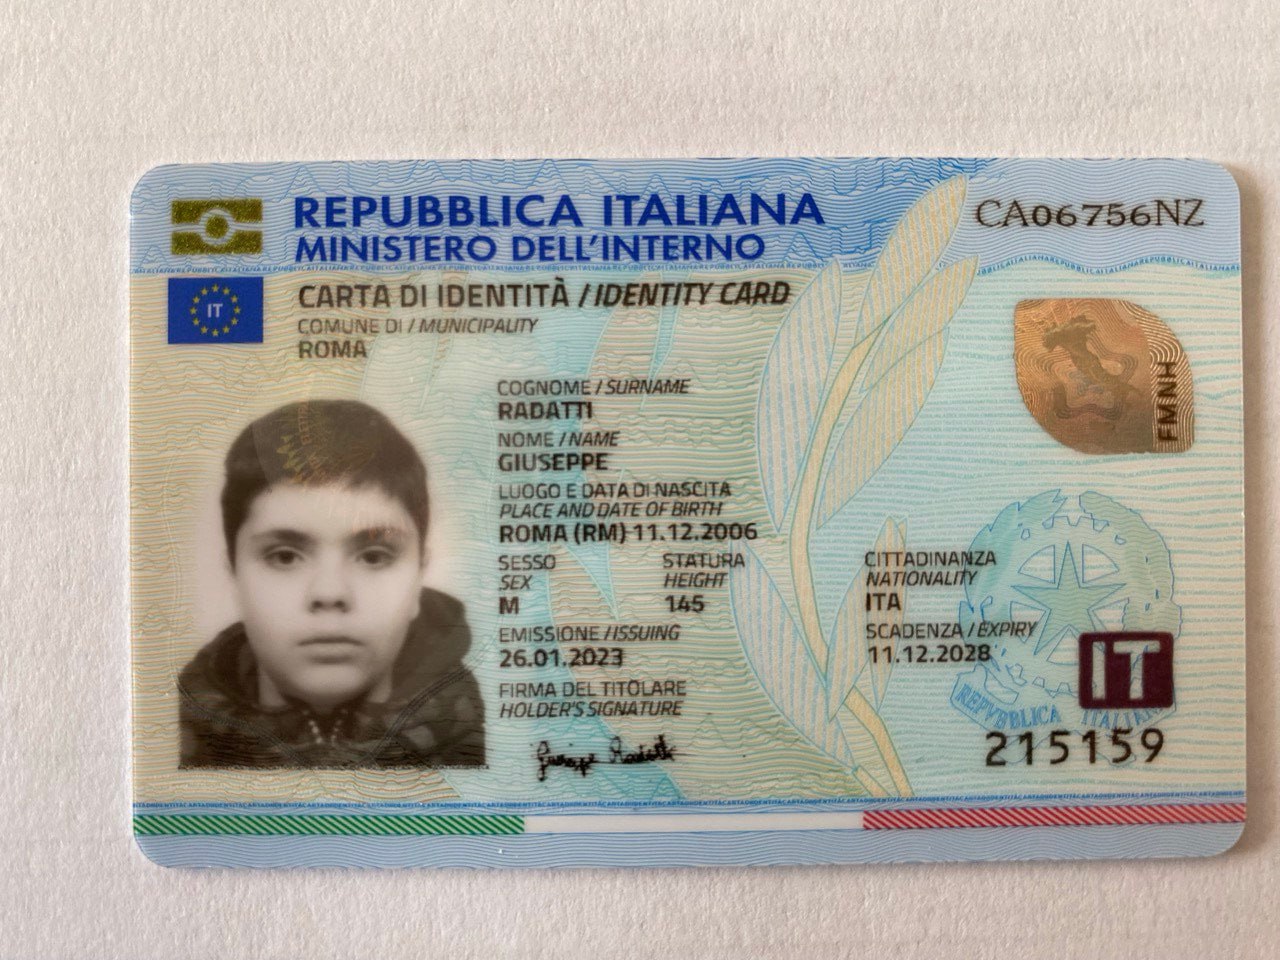 REPUBBLICA ITALIANA
MINISTERO DELL'INTERNO
CA06756NZ
IT
CARTA DI IDENTITÀ / IDENTITY CARD
COMUNE DI / MUNICIPALITY
ROMA
COGNOME / SURNAME
RADATTI
NOME / NAME
GIUSEPPE
LUOGO E DATA DI NASCITA
PLACE AND DATE OF BIRTH
ROMA (RM) 11.12.2006
SESSO STATURA CITTADINANZA
SEX HEIGHT NATIONALITY
M 145 ITA
EMISSIONE / ISSUING SCADENZA / EXPIRY
26.01.2023 11.12.2028
FIRMA DEL TITOLARE
HOLDER'S SIGNATURE
Giuseppe Radatti
FMNH
IT
REPVBBLICA ITALIANA
215159